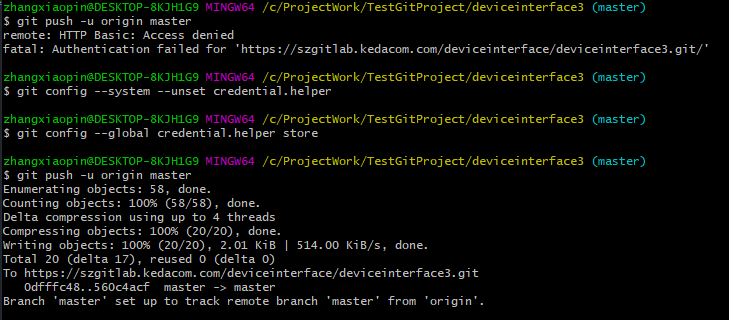 zhangxiaopin@DESKTOP-8KJH1G9 MINGW64 /c/ProjectWork/TestGitProject/deviceinterface3 (master)
$ git push -u origin master
remote: HTTP Basic: Access denied
fatal: Authentication failed for 'https://szgitlab.kedacom.com/deviceinterface/deviceinterface3.git/'
zhangxiaopin@DESKTOP-8KJH1G9 MINGW64 /c/ProjectWork/TestGitProject/deviceinterface3 (master)
$ git config --system --unset credential.helper
zhangxiaopin@DESKTOP-8KJH1G9 MINGW64 /c/ProjectWork/TestGitProject/deviceinterface3 (master)
$ git config --global credential.helper store
zhangxiaopin@DESKTOP-8KJH1G9 MINGW64 /c/ProjectWork/TestGitProject/deviceinterface3 (master)
$ git push -u origin master
Enumerating objects: 58, done.
Counting objects: 100% (58/58), done.
Delta compression using up to 4 threads
Compressing objects: 100% (20/20), done.
Writing objects: 100% (20/20), 2.01 KiB | 514.00 KiB/s, done.
Total 20 (delta 17), reused 0 (delta 0)
To https://szgitlab.kedacom.com/deviceinterface/deviceinterface3.git
   0dfffc48..560c4acf  master -> master
Branch 'master' set up to track remote branch 'master' from 'origin'.